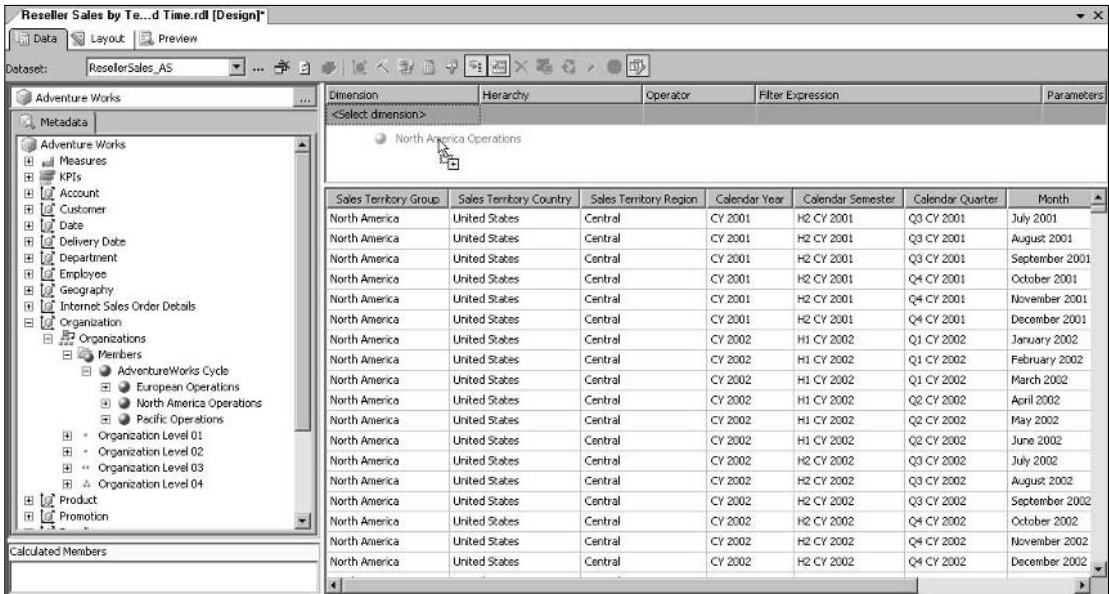 Reseller Sales by Te...d Time.rdl [Design]*
Data Layout Preview
Dataset: ResellerSales_AS ...
Adventure Works ...
Metadata
Adventure Works
Measures
KPIs
Account
Customer
Date
Delivery Date
Department
Employee
Geography
Internet Sales Order Details
Organization
Organizations
Members
AdventureWorks Cycle
European Operations
North America Operations
Pacific Operations
Organization Level 01
Organization Level 02
Organization Level 03
Organization Level 04
Product
Promotion
Calculated Members
Dimension Hierarchy Operator Filter Expression Parameters
<Select dimension>
North America Operations
Sales Territory Group Sales Territory Country Sales Territory Region Calendar Year Calendar Semester Calendar Quarter Month
North America United States Central CY 2001 H2 CY 2001 Q3 CY 2001 July 2001
North America United States Central CY 2001 H2 CY 2001 Q3 CY 2001 August 2001
North America United States Central CY 2001 H2 CY 2001 Q3 CY 2001 September 2001
North America United States Central CY 2001 H2 CY 2001 Q4 CY 2001 October 2001
North America United States Central CY 2001 H2 CY 2001 Q4 CY 2001 November 2001
North America United States Central CY 2001 H2 CY 2001 Q4 CY 2001 December 2001
North America United States Central CY 2002 H1 CY 2002 Q1 CY 2002 January 2002
North America United States Central CY 2002 H1 CY 2002 Q1 CY 2002 February 2002
North America United States Central CY 2002 H1 CY 2002 Q1 CY 2002 March 2002
North America United States Central CY 2002 H1 CY 2002 Q2 CY 2002 April 2002
North America United States Central CY 2002 H1 CY 2002 Q2 CY 2002 May 2002
North America United States Central CY 2002 H1 CY 2002 Q2 CY 2002 June 2002
North America United States Central CY 2002 H2 CY 2002 Q3 CY 2002 July 2002
North America United States Central CY 2002 H2 CY 2002 Q3 CY 2002 August 2002
North America United States Central CY 2002 H2 CY 2002 Q3 CY 2002 September 2002
North America United States Central CY 2002 H2 CY 2002 Q4 CY 2002 October 2002
North America United States Central CY 2002 H2 CY 2002 Q4 CY 2002 November 2002
North America United States Central CY 2002 H2 CY 2002 Q4 CY 2002 December 2002